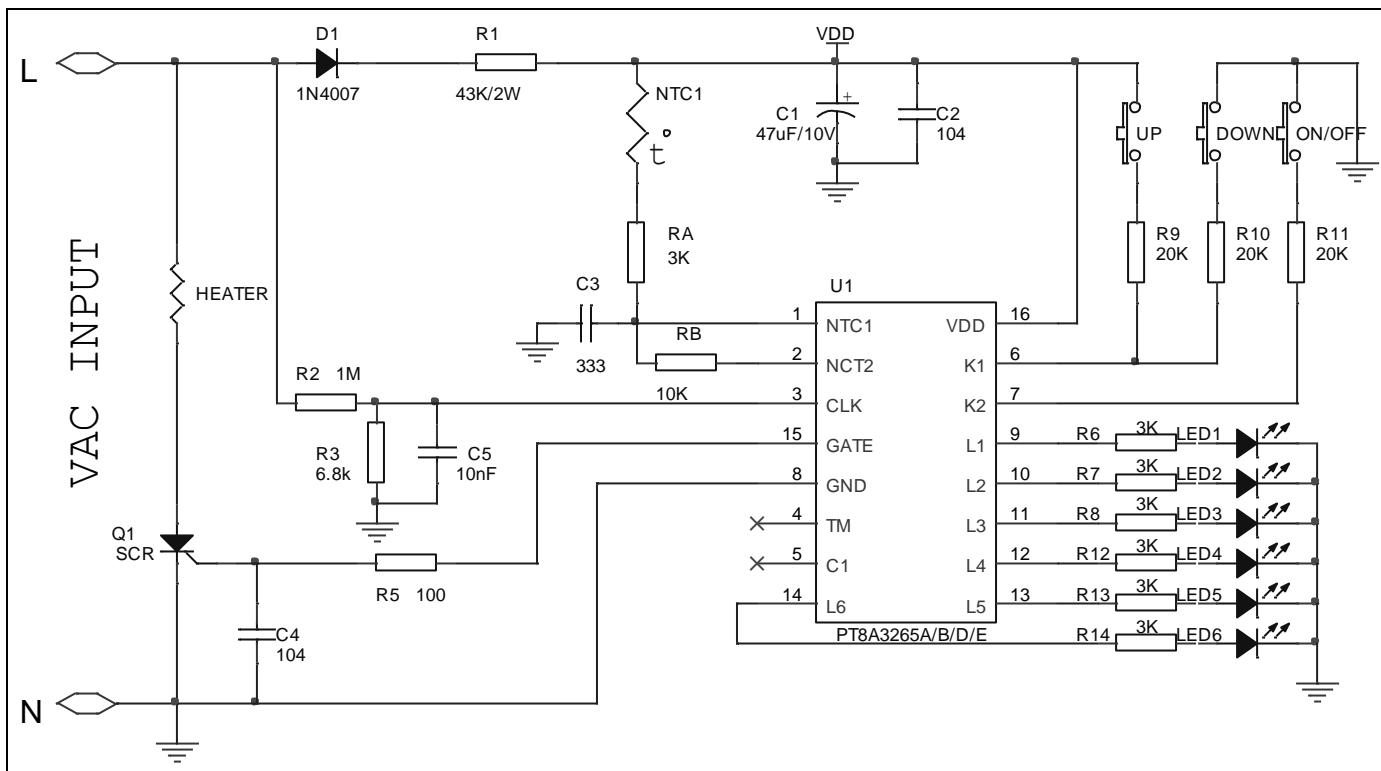 VDD
D1
R1
L
1N4007
43K/2W
NTC1
t°
C1
47uF/10V
+
C2
104
UP
DOWN
ON/OFF
RA
3K
R9
20K
R10
20K
R11
20K
VAC INPUT
HEATER
C3
333
U1
1 NTC1 VDD 16
RB
10K
2 NCT2 K1 6
R2 1M
3 CLK K2 7
R3
6.8k
C5
10nF
15 GATE L1 9 R6 3K LED1
8 GND L2 10 R7 3K LED2
4 TM L3 11 R8 3K LED3
Q1
SCR
5 C1 L4 12 R12 3K LED4
R5 100
14 L6 L5 13 R13 3K LED5
C4
104
PT8A3265A/B/D/E
R14 3K LED6
N